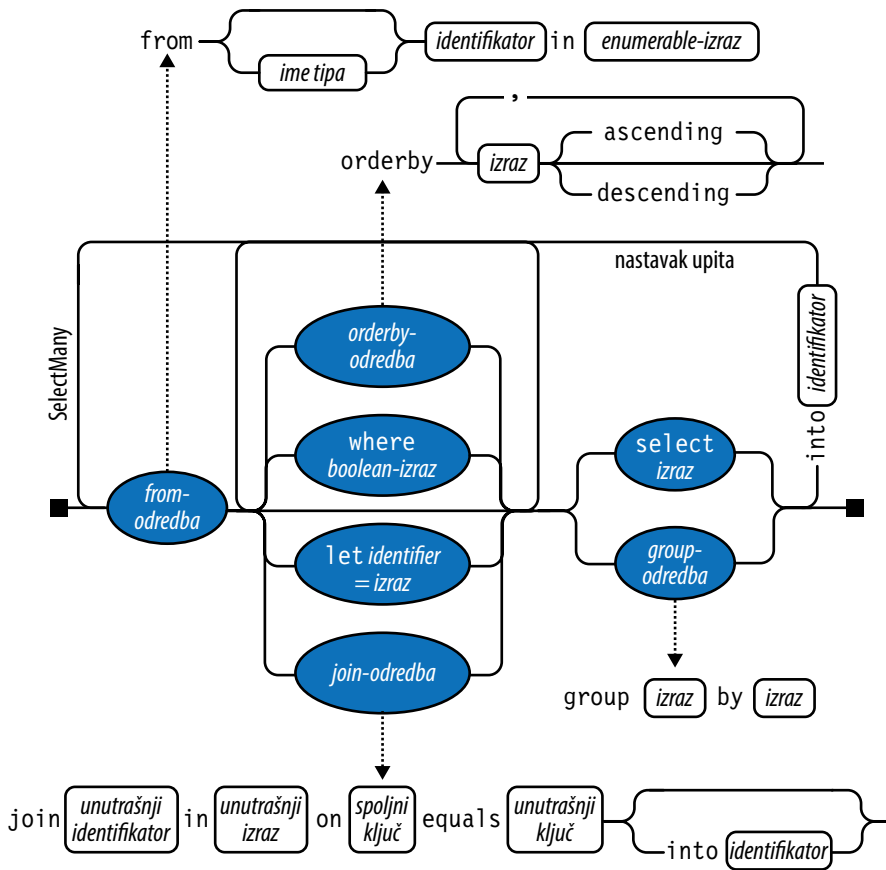 from identifikator in enumerable-izraz
ime tipa
,
ascending
orderby izraz
descending
nastavak upita
SelectMany
identifikator
into
orderby-
odredba
where
boolean-izraz
select
izraz
from-
odredba
let identifier
= izraz
group-
odredba
join-odredba
group izraz by izraz
join unutrašnji
identifikator in unutrašnji
izraz on spoljni
ključ equals unutrašnji
ključ
into identifikator